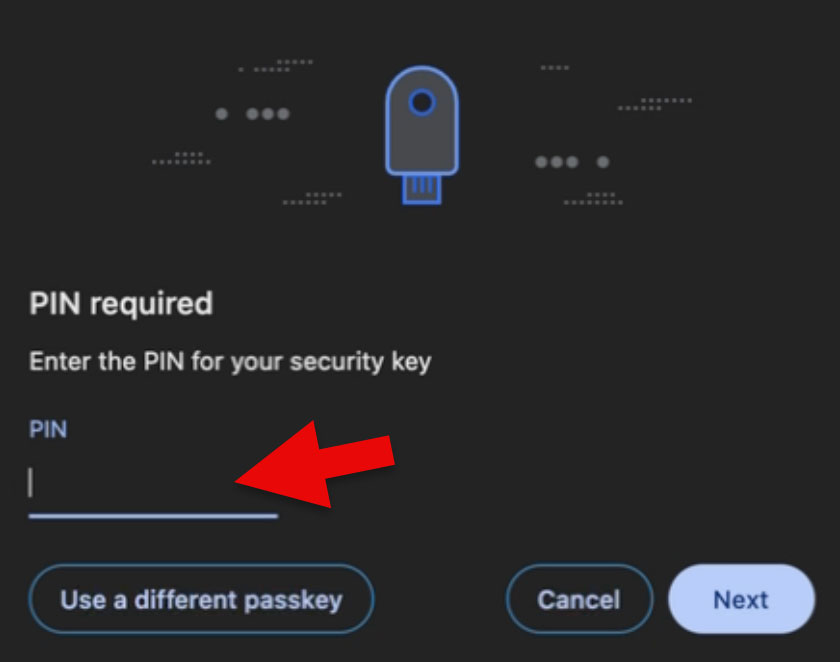 PIN required
Enter the PIN for your security key
PIN
Use a different passkey
Cancel
Next